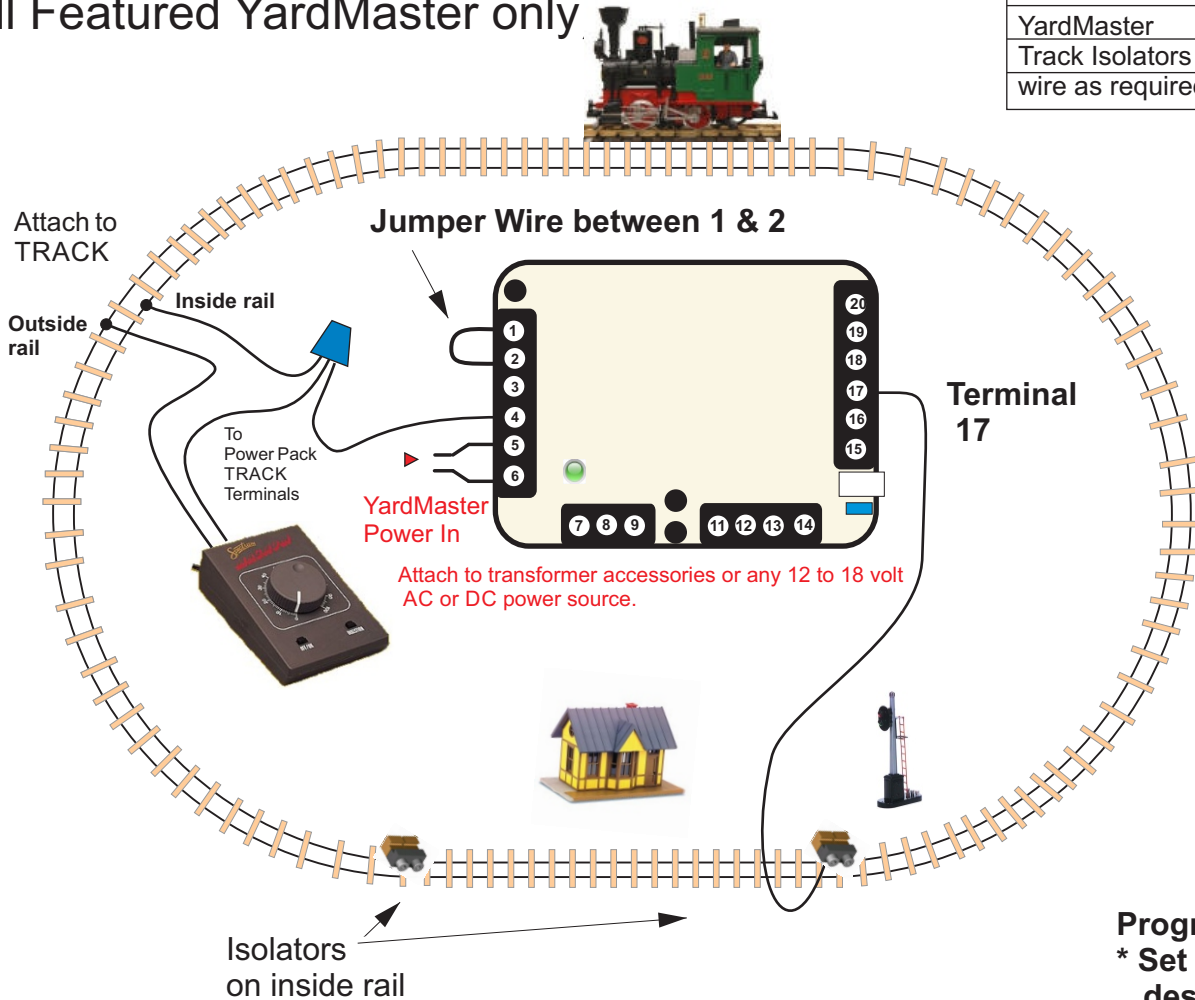 ll Featured YardMaster only
YardMaster
Track Isolators
wire as required
Attach to
TRACK
Jumper Wire between 1 & 2
Inside rail
Outside
rail
1
2
3
4
5
6
20
19
18
17
16
15
Terminal
17
To
Power Pack
TRACK
Terminals
YardMaster
Power In
7 8 9 11 12 13 14
Attach to transformer accessories or any 12 to 18 volt
AC or DC power source.
Isolators
on inside rail
Progr
* Set
des